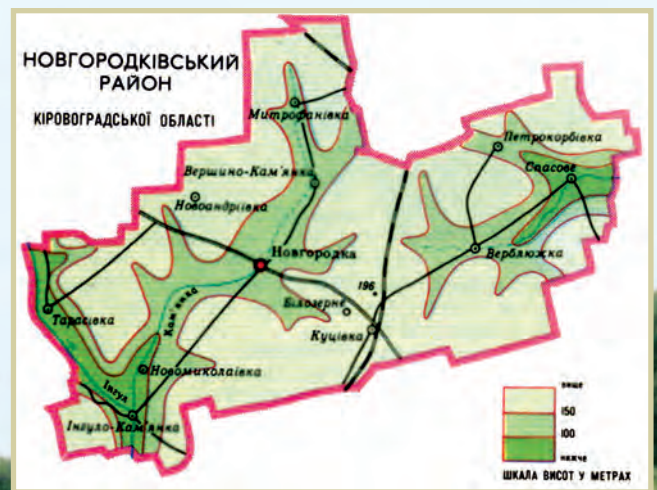 НОВГОРОДКІВСЬКИЙ
РАЙОН
КІРОВОГРАДСЬКОЇ ОБЛАСТІ
Митрофанівка
Петрокорбівка
Спасове
Вершино-Кам'янка
Новоандріївка
Новгородка
Верблюжка
196
Білозерне
Кам'янка
Тарасівка
Куцівка
Новомиколаївка
Інгул
Інгуло-Кам'янка
вище
150
100
нижче
ШКАЛА ВИСОТ У МЕТРАХ